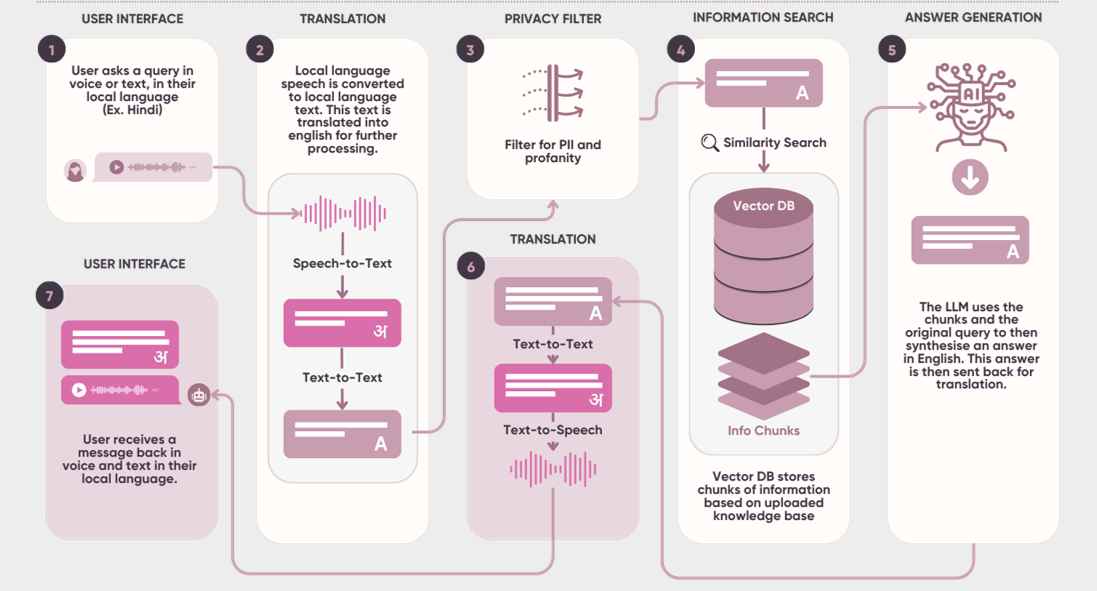 USER INTERFACE
1
User asks a query in
voice or text, in their
local language
(Ex. Hindi)
TRANSLATION
2
Local language
speech is converted
to local language
text. This text is
translated into
english for further
processing.
Speech-to-Text
अ
Text-to-Text
A
PRIVACY FILTER
3
Filter for PII and
profanity
INFORMATION SEARCH
4
A
Similarity Search
Vector DB
Info Chunks
Vector DB stores
chunks of information
based on uploaded
knowledge base
ANSWER GENERATION
5
AI
A
The LLM uses the
chunks and the
original query to then
synthesise an answer
in English. This answer
is then sent back for
translation.
TRANSLATION
6
A
Text-to-Text
अ
Text-to-Speech
USER INTERFACE
7
अ
User receives a
message back in
voice and text in their
local language.